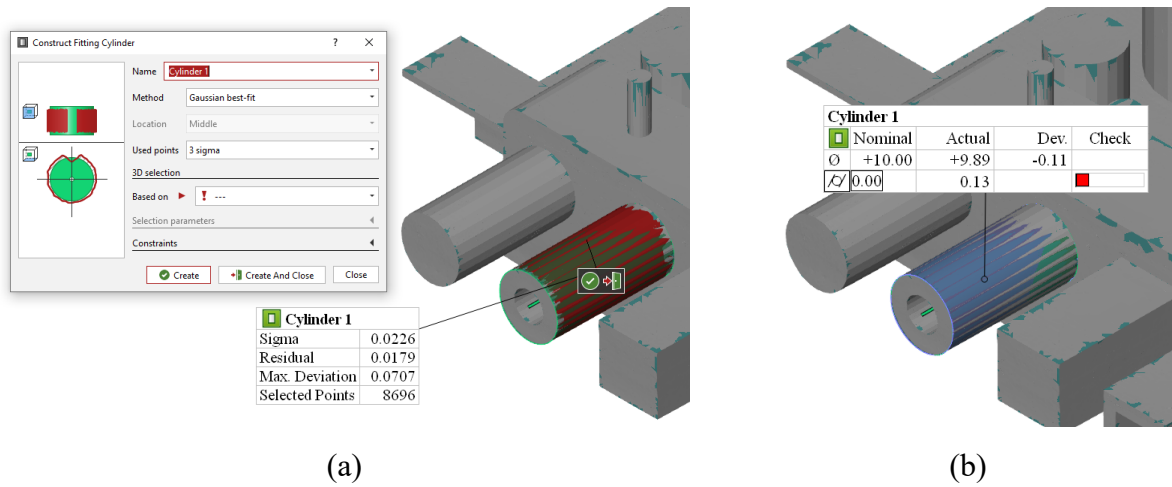 Construct Fitting Cylinder ? ×
Name Cylinder 1
Method Gaussian best-fit
Location Middle
Used points 3 sigma
3D selection
Based on ! ---
Selection parameters
Constraints
Create Create And Close Close
Cylinder 1
Sigma 0.0226
Residual 0.0179
Max. Deviation 0.0707
Selected Points 8696
(a)
Cylinder 1
Nominal Actual Dev. Check
Ø +10.00 +9.89 -0.11
0.00 0.13
(b)